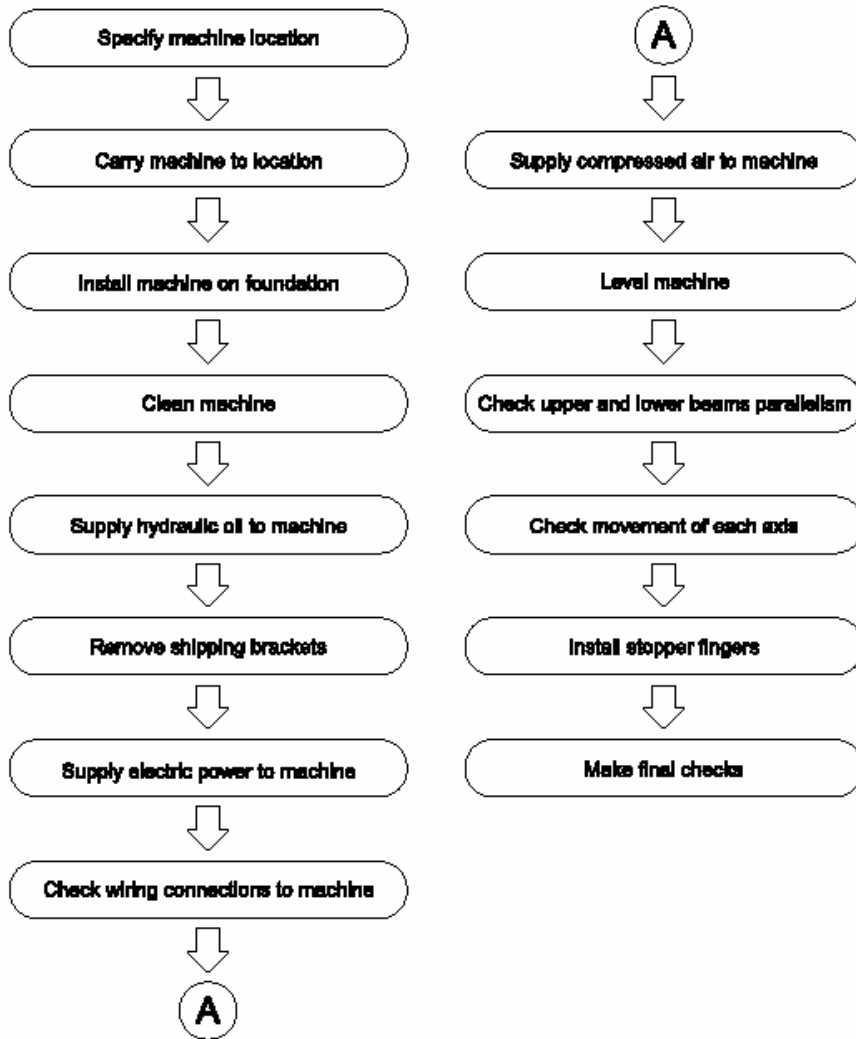 Specify machine location
Carry machine to location
Install machine on foundation
Clean machine
Supply hydraulic oil to machine
Remove shipping brackets
Supply electric power to machine
Check wiring connections to machine
A
A
Supply compressed air to machine
Level machine
Check upper and lower beams parallelism
Check movement of each axis
Install stopper fingers
Make final checks